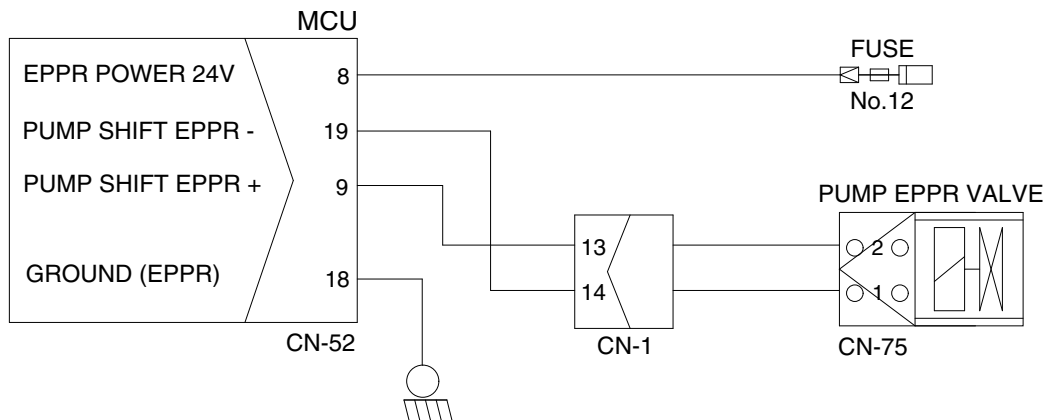 MCU
EPPR POWER 24V
8
FUSE
No.12
PUMP SHIFT EPPR -
19
PUMP SHIFT EPPR +
9
PUMP EPPR VALVE
13
2
GROUND (EPPR)
18
14
1
CN-52
CN-1
CN-75